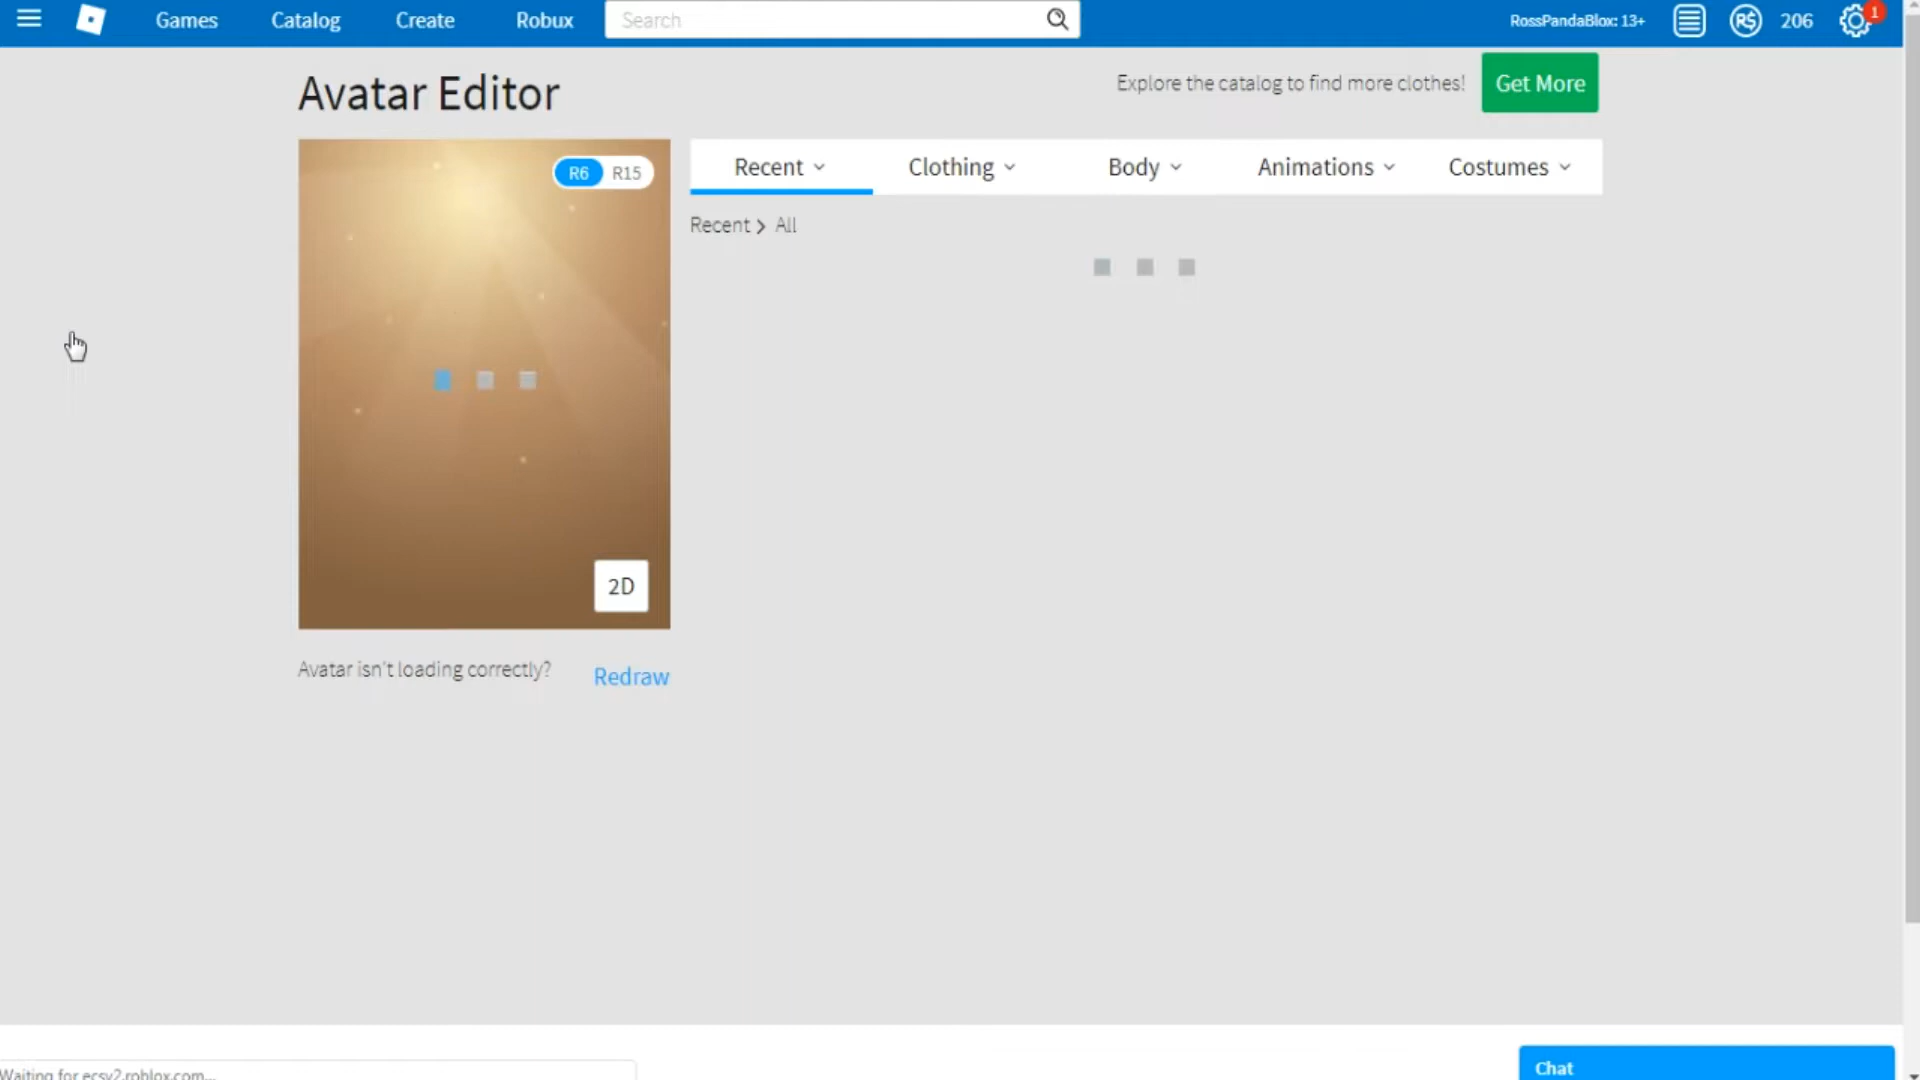 Games Catalog Create Robux Search RossPandaBlox: 13+ R$ 206 1
Avatar Editor
Explore the catalog to find more clothes! Get More
R6 R15
Recent Clothing Body Animations Costumes
Recent > All
2D
Avatar isn't loading correctly? Redraw
Chat
Waiting for ecsv2.roblox.com...